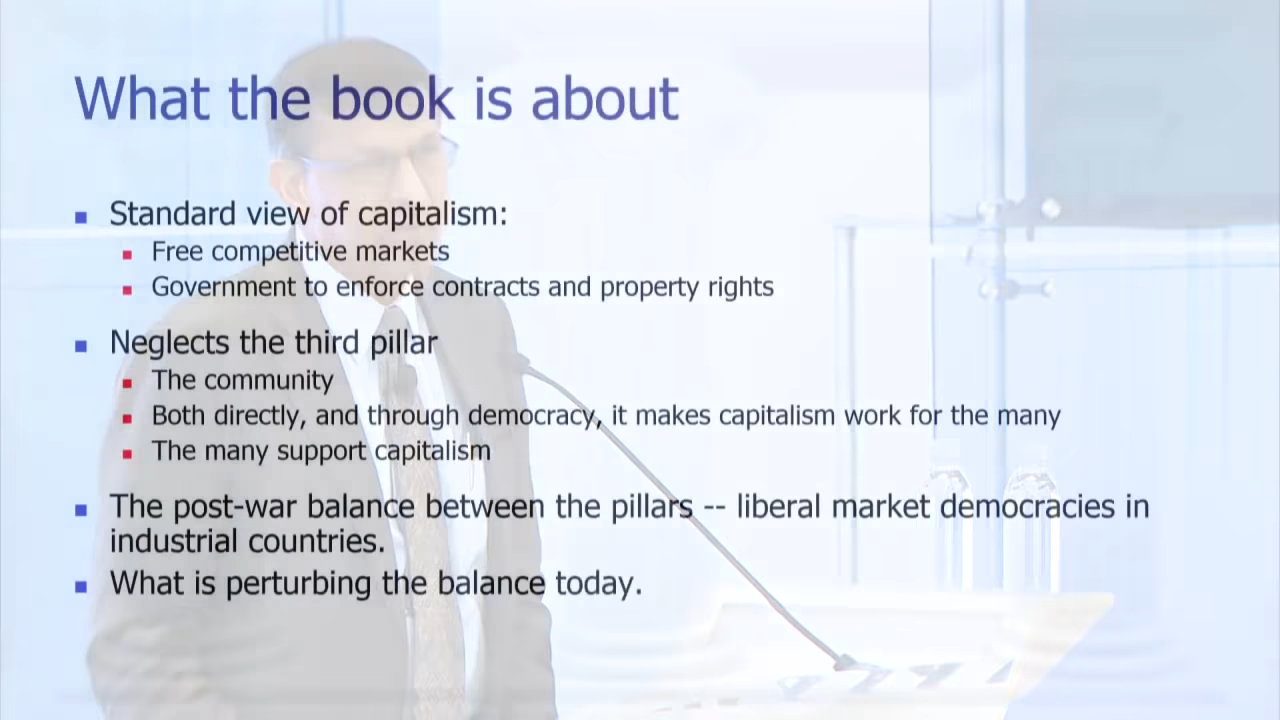 What the book is about
Standard view of capitalism:
Free competitive markets
Government to enforce contracts and property rights
Neglects the third pillar
The community
Both directly, and through democracy, it makes capitalism work for the many
The many support capitalism
The post-war balance between the pillars -- liberal market democracies in
industrial countries.
What is perturbing the balance today.